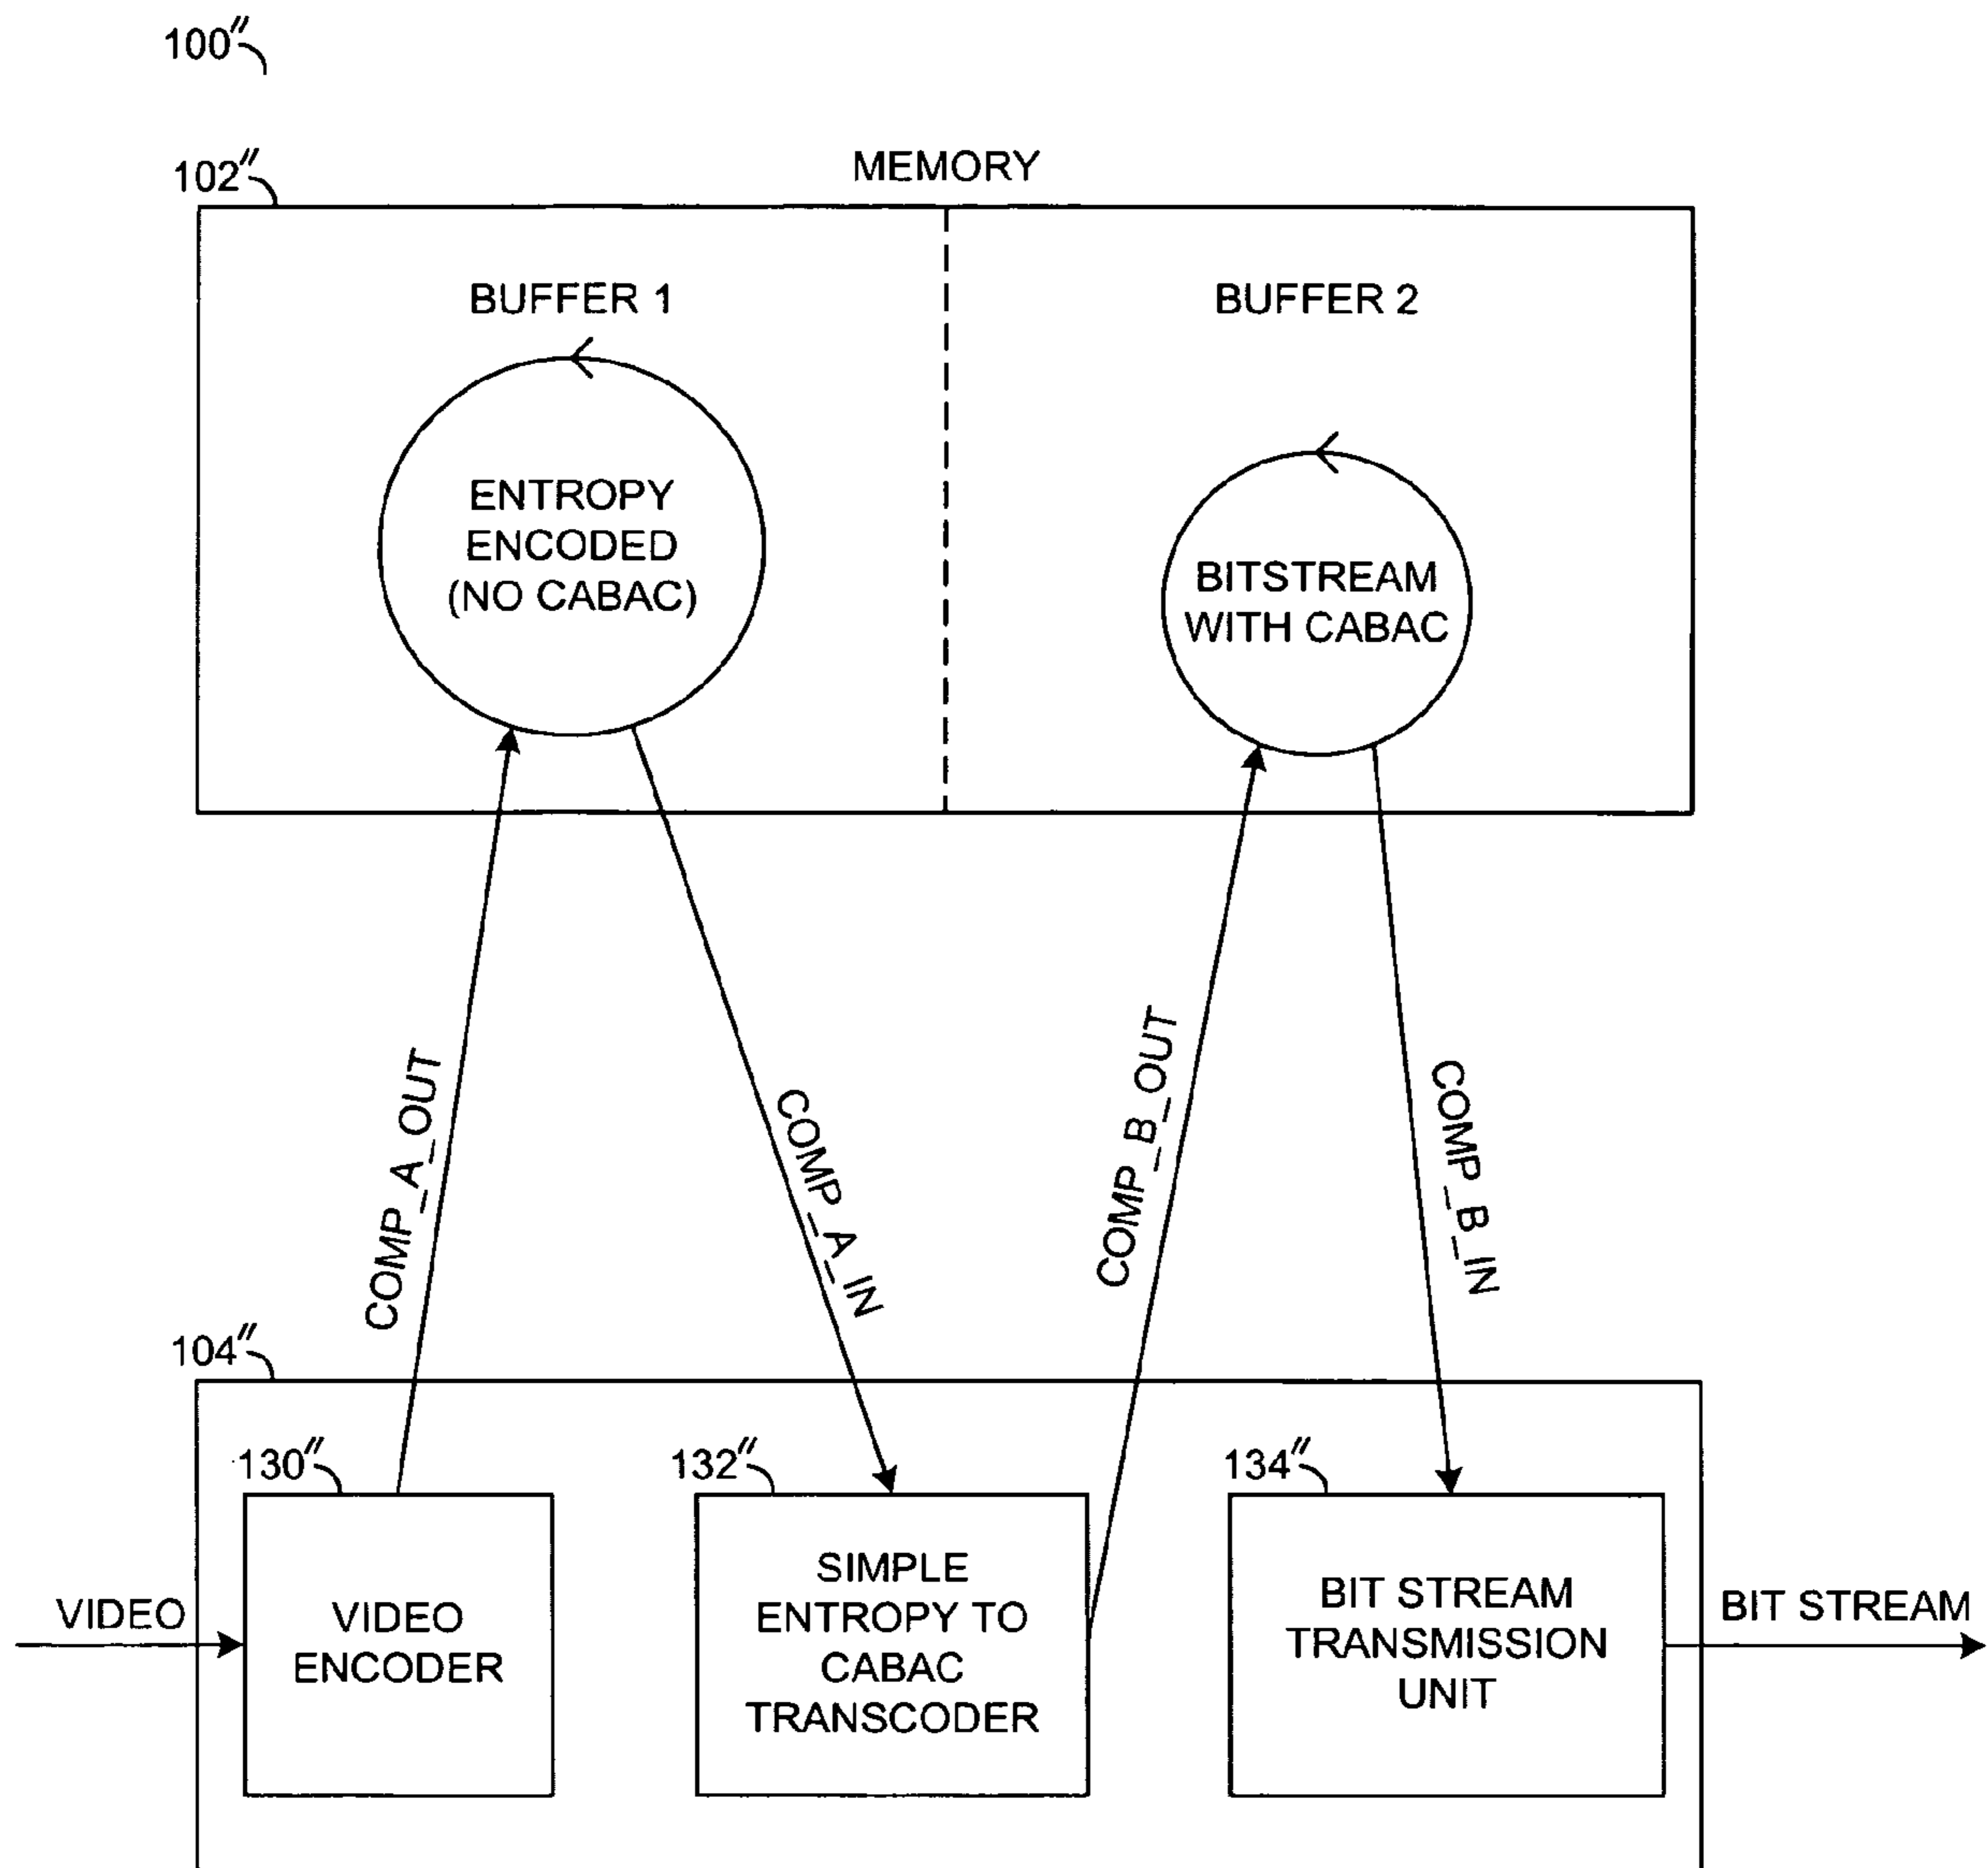 100″
102″
MEMORY
BUFFER 1
BUFFER 2
ENTROPY
ENCODED
(NO CABAC)
BITSTREAM
WITH CABAC
COMP_A_OUT
COMP_A_IN
COMP_B_OUT
COMP_B_IN
104″
130″
132″
134″
VIDEO
VIDEO
ENCODER
SIMPLE
ENTROPY TO
CABAC
TRANSCODER
BIT STREAM
TRANSMISSION
UNIT
BIT STREAM